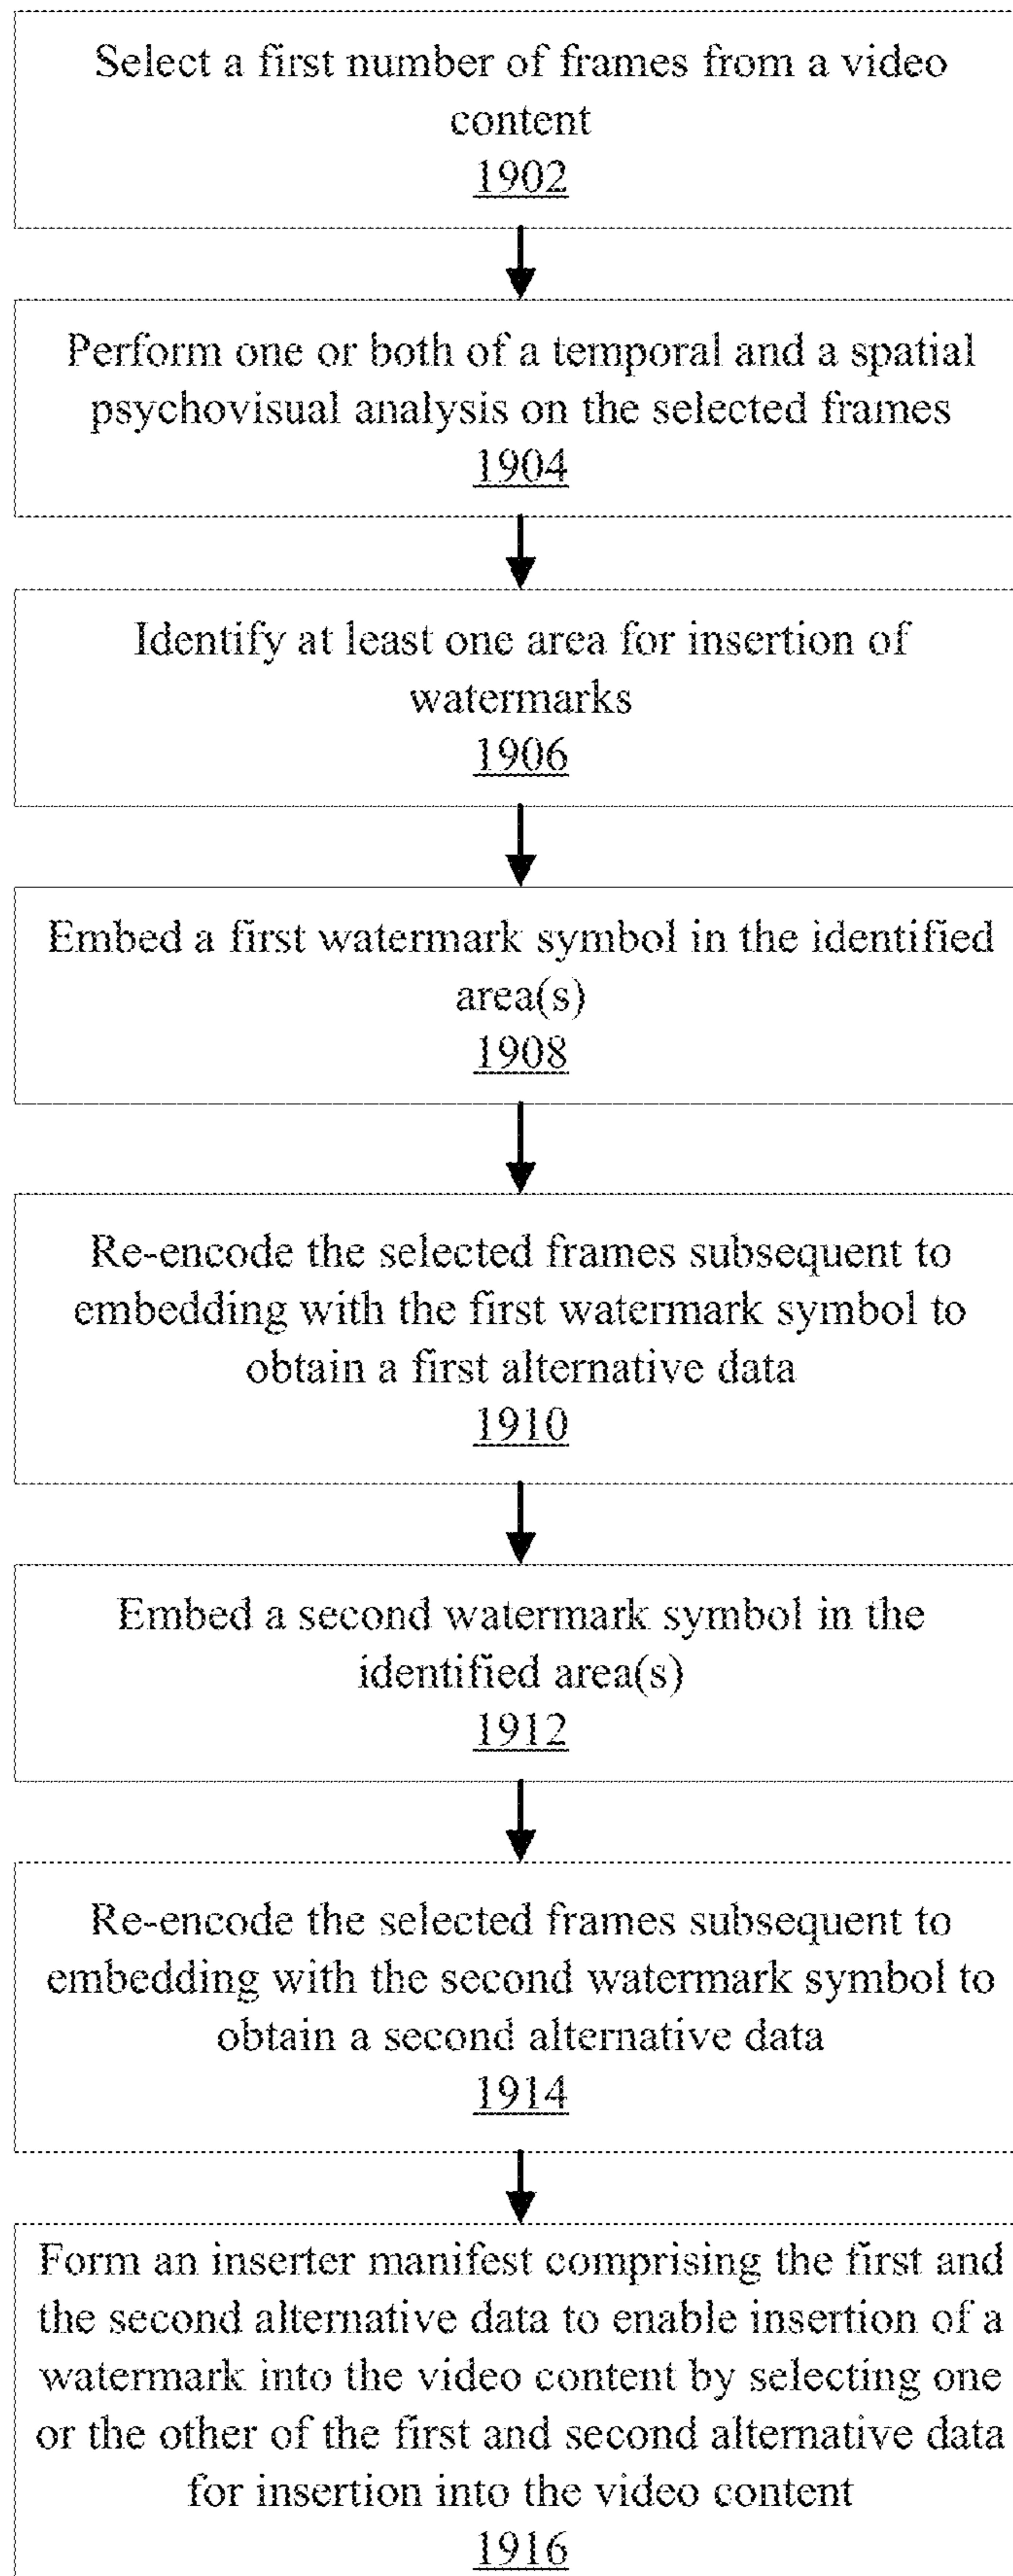 Select a first number of frames from a video
content
1902
Perform one or both of a temporal and a spatial
psychovisual analysis on the selected frames
1904
Identify at least one area for insertion of
watermarks
1906
Embed a first watermark symbol in the identified
area(s)
1908
Re-encode the selected frames subsequent to
embedding with the first watermark symbol to
obtain a first alternative data
1910
Embed a second watermark symbol in the
identified area(s)
1912
Re-encode the selected frames subsequent to
embedding with the second watermark symbol to
obtain a second alternative data
1914
Form an inserter manifest comprising the first and
the second alternative data to enable insertion of a
watermark into the video content by selecting one
or the other of the first and second alternative data
for insertion into the video content
1916